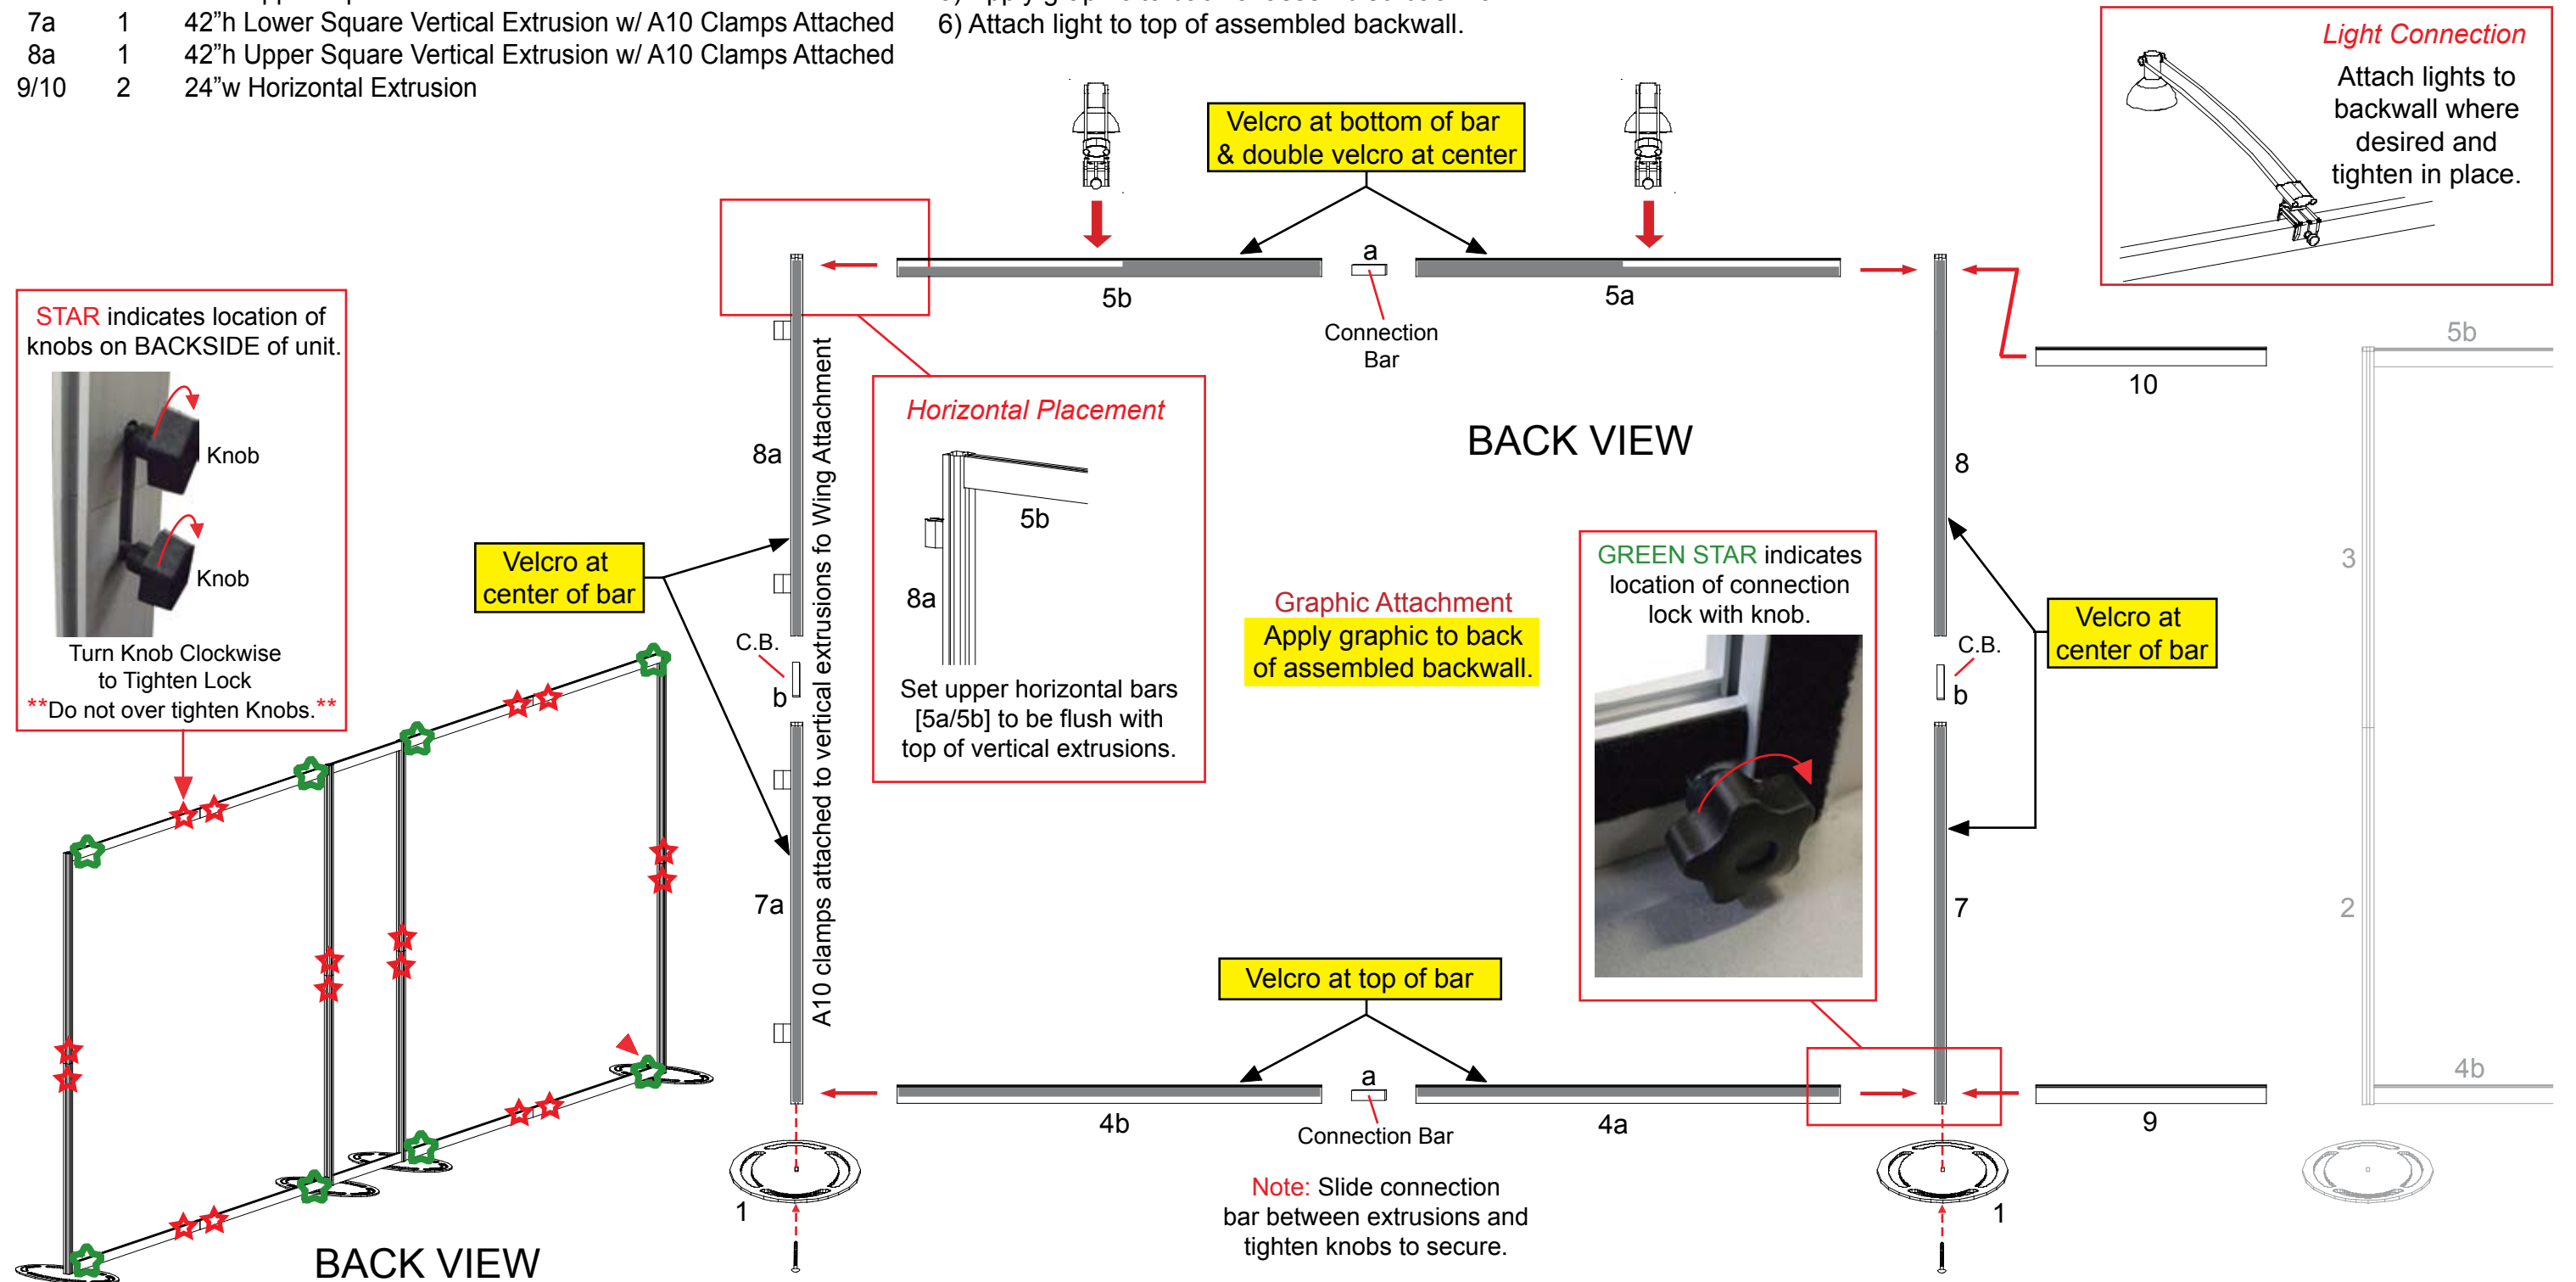 7a 1 42”h Lower Square Vertical Extrusion w/ A10 Clamps Attached
8a 1 42”h Upper Square Vertical Extrusion w/ A10 Clamps Attached
9/10 2 24”w Horizontal Extrusion
6) Attach light to top of assembled backwall.
Light Connection
Attach lights to
backwall where
desired and
tighten in place.
Velcro at bottom of bar
& double velcro at center
5b
a
Connection
Bar
5a
10
5b
STAR indicates location of
knobs on BACKSIDE of unit.
Knob
Knob
Turn Knob Clockwise
to Tighten Lock
**Do not over tighten Knobs.**
Velcro at
center of bar
8a
C.B.
b
7a
A10 clamps attached to vertical extrusions fo Wing Attachment
Horizontal Placement
5b
8a
Set upper horizontal bars
[5a/5b] to be flush with
top of vertical extrusions.
BACK VIEW
Graphic Attachment
Apply graphic to back
of assembled backwall.
GREEN STAR indicates
location of connection
lock with knob.
8
C.B.
b
Velcro at
center of bar
7
3
2
4b
Velcro at top of bar
4b
a
Connection Bar
4a
9
Note: Slide connection
bar between extrusions and
tighten knobs to secure.
1
1
BACK VIEW